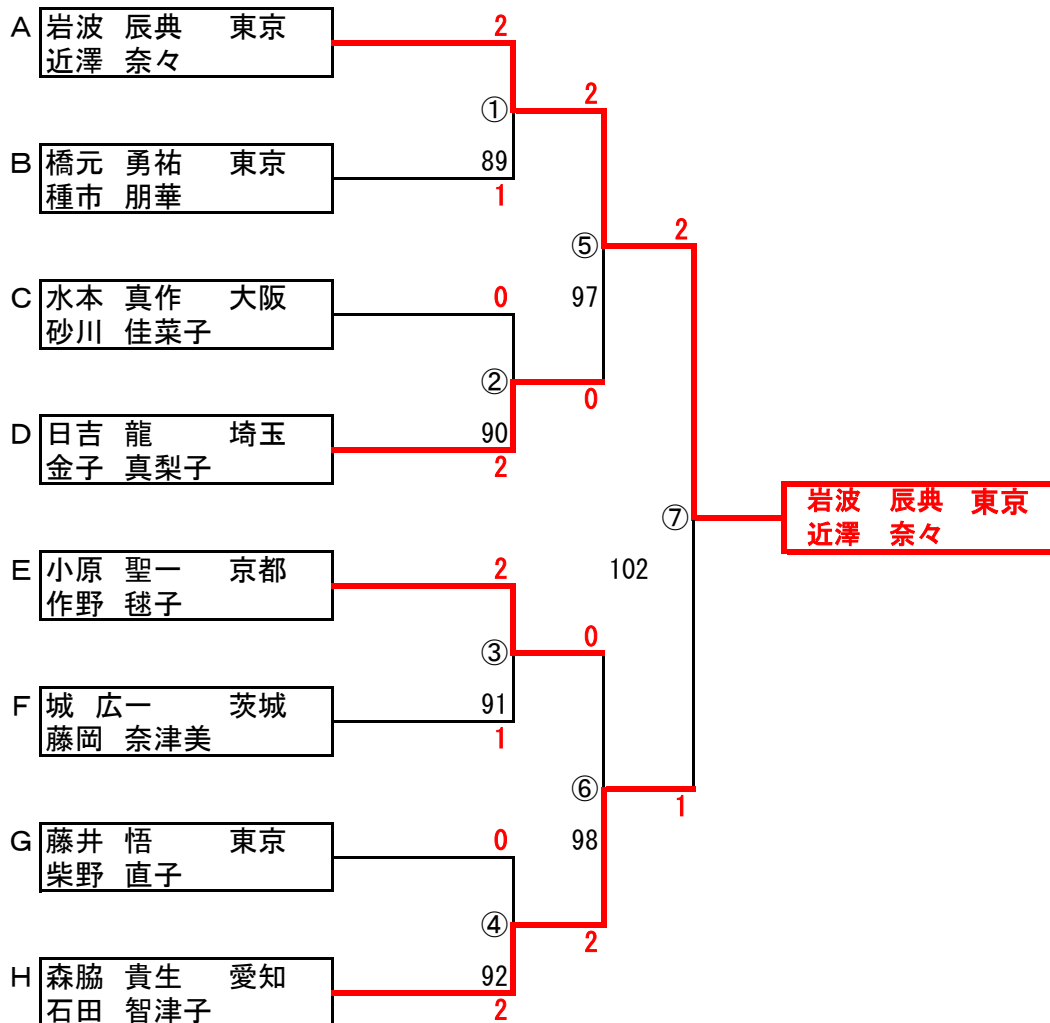 A 岩波 辰典 東京 2
近澤 奈々
2
①
B 橋元 勇祐 東京 89
種市 朋華 1
⑤ 2
C 水本 真作 大阪 0 97
砂川 佳菜子
②
0
D 日吉 龍 埼玉 90
金子 真梨子 2
⑦ 岩波 辰典 東京
近澤 奈々
E 小原 聖一 京都 2 102
作野 毬子
0
③
F 城 広一 茨城 91
藤岡 奈津美 1
⑥ 1
G 藤井 悟 東京 0 98
柴野 直子
④
2
H 森脇 貴生 愛知 92
石田 智津子 2